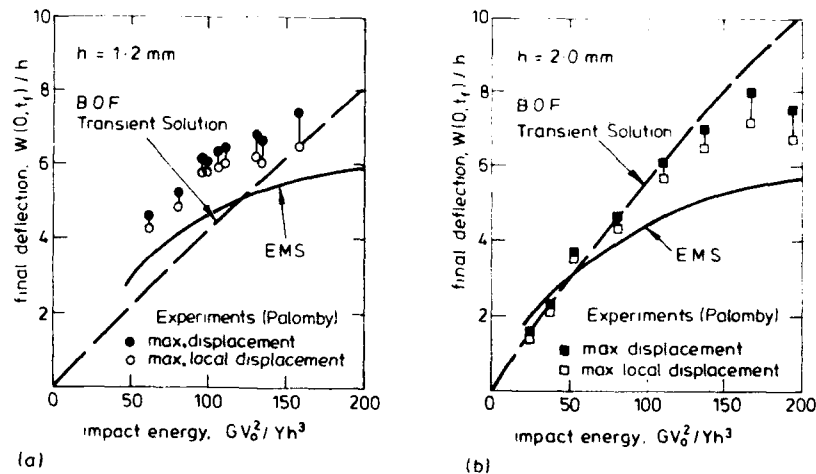 10
8
6
4
2
final deflection, W(0,t_f)/h
h = 1·2 mm
BOF
Transient Solution
EMS
Experiments (Palomby)
● max. displacement
○ max. local displacement
0 50 100 150 200
impact energy, GV₀²/Yh³
(a)
10
8
6
4
2
final deflection, W(0,t_f)/h
h = 2·0 mm
BOF
Transient Solution
EMS
Experiments (Palomby)
■ max displacement
□ max local displacement
0 50 100 150 200
impact energy, GV₀²/Yh³
(b)